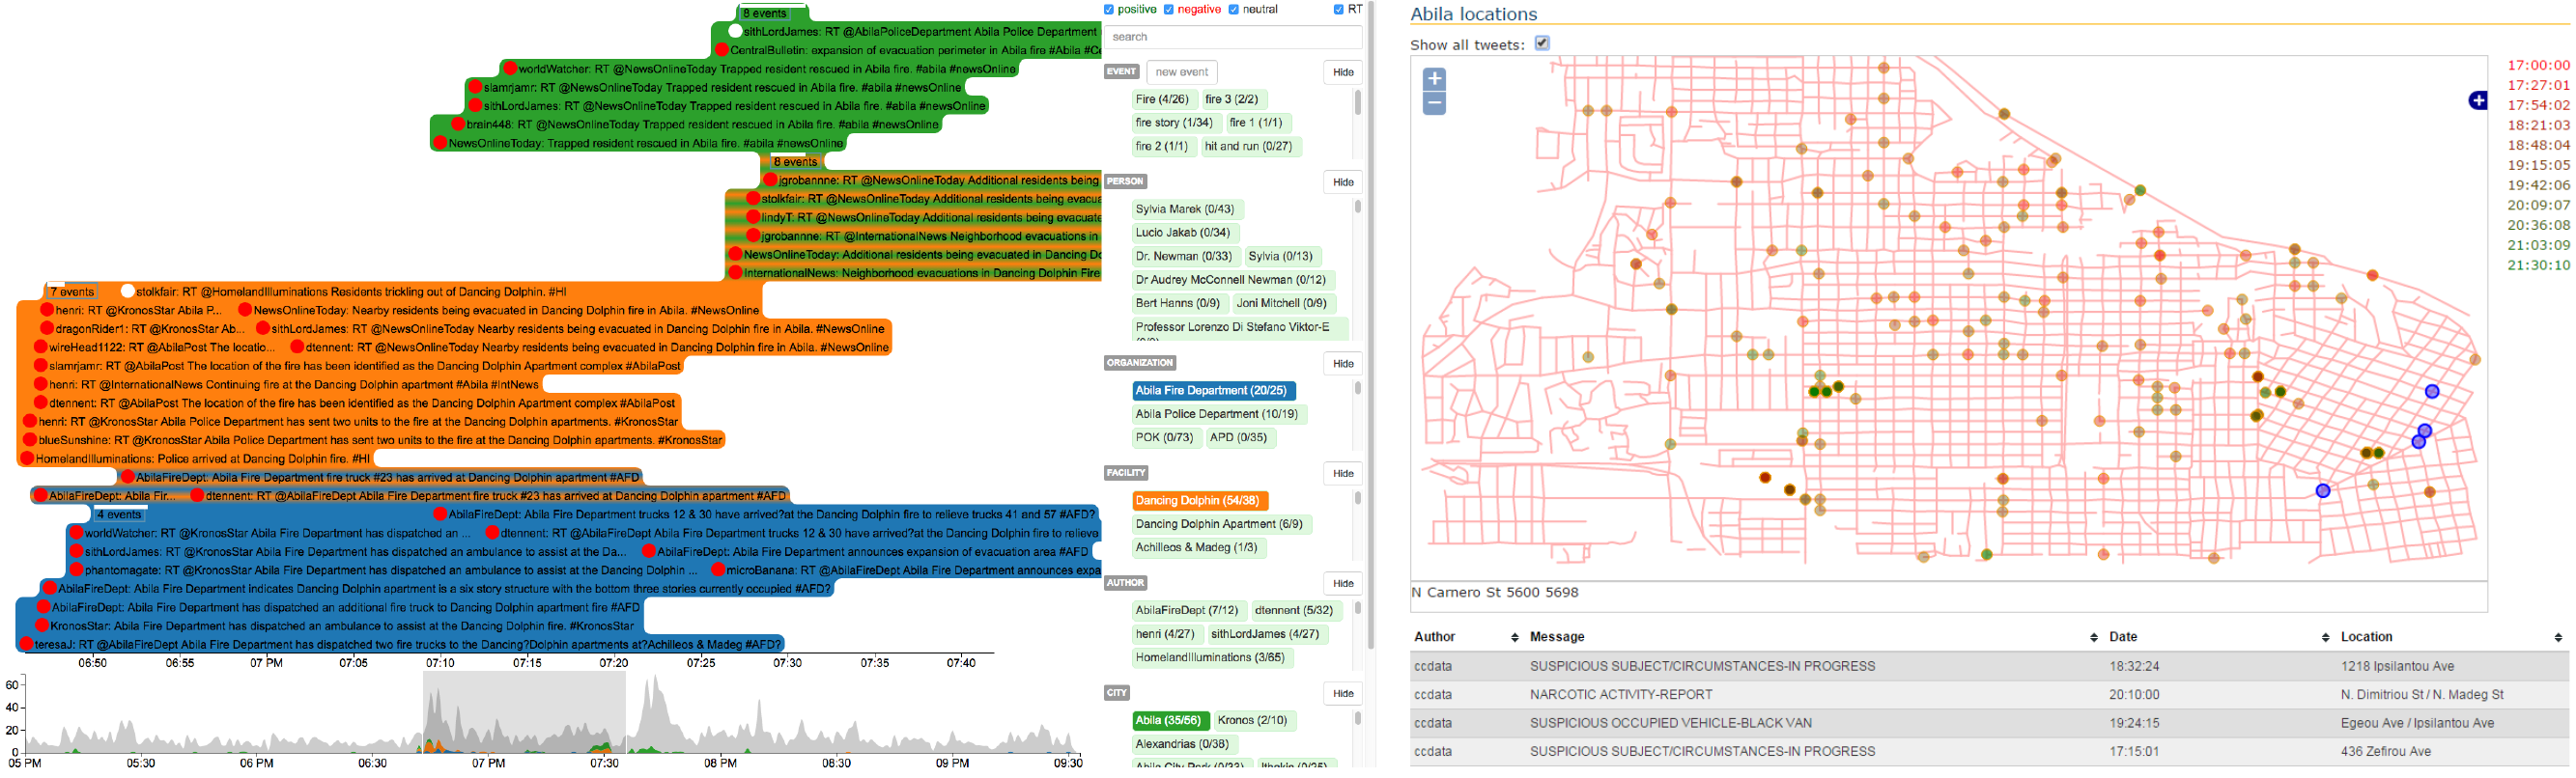 8 events
sithLordJames: RT @AbilaPoliceDepartment Abila Police Department
CentralBulletin: expansion of evacuation perimeter in Abila fire #Abila #Ce
worldWatcher: RT @NewsOnlineToday Trapped resident rescued in Abila fire. #abila #newsOnline
slamrjamr: RT @NewsOnlineToday Trapped resident rescued in Abila fire. #abila #newsOnline
sithLordJames: RT @NewsOnlineToday Trapped resident rescued in Abila fire. #abila #newsOnline
brain448: RT @NewsOnlineToday Trapped resident rescued in Abila fire. #abila #newsOnline
NewsOnlineToday: Trapped resident rescued in Abila fire. #abila #newsOnline
8 events
jgrobannne: RT @NewsOnlineToday Additional residents being
stolkfair: RT @NewsOnlineToday Additional residents being evacua
lindyT: RT @NewsOnlineToday Additional residents being evacuate
jgrobannne: RT @InternationalNews Neighborhood evacuations in
NewsOnlineToday: Additional residents being evacuated in Dancing Do
InternationalNews: Neighborhood evacuations in Dancing Dolphin Fire
7 events stolkfair: RT @HomelandIlluminations Residents trickling out of Dancing Dolphin. #HI
henri: RT @KronosStar Abila P... NewsOnlineToday: Nearby residents being evacuated in Dancing Dolphin fire in Abila. #NewsOnline
dragonRider1: RT @KronosStar Ab... sithLordJames: RT @NewsOnlineToday Nearby residents being evacuated in Dancing Dolphin fire in Abila. #NewsOnline
wireHead1122: RT @AbilaPost The locatio... dtennent: RT @NewsOnlineToday Nearby residents being evacuated in Dancing Dolphin fire in Abila. #NewsOnline
slamrjamr: RT @AbilaPost The location of the fire has been identified as the Dancing Dolphin Apartment complex #AbilaPost
henri: RT @InternationalNews Continuing fire at the Dancing Dolphin apartment #Abila #IntNews
dtennent: RT @AbilaPost The location of the fire has been identified as the Dancing Dolphin Apartment complex #AbilaPost
henri: RT @KronosStar Abila Police Department has sent two units to the fire at the Dancing Dolphin apartments. #KronosStar
blueSunshine: RT @KronosStar Abila Police Department has sent two units to the fire at the Dancing Dolphin apartments. #KronosStar
HomelandIlluminations: Police arrived at Dancing Dolphin fire. #HI
AbilaFireDept: Abila Fire Department fire truck #23 has arrived at Dancing Dolphin apartment #AFD
AbilaFireDept: Abila Fir... dtennent: RT @AbilaFireDept Abila Fire Department fire truck #23 has arrived at Dancing Dolphin apartment #AFD
4 events AbilaFireDept: Abila Fire Department trucks 12 & 30 have arrived?at the Dancing Dolphin fire to relieve trucks 41 and 57 #AFD?
worldWatcher: RT @KronosStar Abila Fire Department has dispatched an ... dtennent: RT @AbilaFireDept Abila Fire Department trucks 12 & 30 have arrived?at the Dancing Dolphin fire to relieve
sithLordJames: RT @KronosStar Abila Fire Department has dispatched an ambulance to assist at the Da... AbilaFireDept: Abila Fire Department announces expansion of evacuation area #AFD
phantomagate: RT @KronosStar Abila Fire Department has dispatched an ambulance to assist at the Dancing Dolphin ... microBanana: RT @AbilaFireDept Abila Fire Department announces expa
AbilaFireDept: Abila Fire Department indicates Dancing Dolphin apartment is a six story structure with the bottom three stories currently occupied #AFD?
AbilaFireDept: Abila Fire Department has dispatched an additional fire truck to Dancing Dolphin apartment fire #AFD
KronosStar: Abila Fire Department has dispatched an ambulance to assist at the Dancing Dolphin fire. #KronosStar
teresaJ: RT @AbilaFireDept Abila Fire Department has dispatched two fire trucks to the Dancing?Dolphin apartments at?Achilleos & Madeg #AFD?
06:50 06:55 07 PM 07:05 07:10 07:15 07:20 07:25 07:30 07:35 07:40
60
40
20
0
05 PM 05:30 06 PM 06:30 07 PM 07:30 08 PM 08:30 09 PM 09:30
positive negative neutral RT
search
EVENT new event Hide
Fire (4/26) fire 3 (2/2)
fire story (1/34) fire 1 (1/1)
fire 2 (1/1) hit and run (0/27)
PERSON Hide
Sylvia Marek (0/43)
Lucio Jakab (0/34)
Dr. Newman (0/33) Sylvia (0/13)
Dr Audrey McConnell Newman (0/12)
Bert Hanns (0/9) Joni Mitchell (0/9)
Professor Lorenzo Di Stefano Viktor-E
ORGANIZATION Hide
Abila Fire Department (20/25)
Abila Police Department (10/19)
POK (0/73) APD (0/35)
FACILITY Hide
Dancing Dolphin (54/38)
Dancing Dolphin Apartment (6/9)
Achilleos & Madeg (1/3)
AUTHOR Hide
AbilaFireDept (7/12) dtennent (5/32)
henri (4/27) sithLordJames (4/27)
HomelandIlluminations (3/65)
CITY Hide
Abila (35/56) Kronos (2/10)
Alexandrias (0/38)
Abila City Park (0/33) Ithakis (0/25)
Abila locations
Show all tweets:
+
−
+
17:00:00
17:27:01
17:54:02
18:21:03
18:48:04
19:15:05
19:42:06
20:09:07
20:36:08
21:03:09
21:30:10
N Camero St 5600 5698
Author Message Date Location
ccdata SUSPICIOUS SUBJECT/CIRCUMSTANCES-IN PROGRESS 18:32:24 1218 Ipsilantou Ave
ccdata NARCOTIC ACTIVITY-REPORT 20:10:00 N. Dimitriou St / N. Madeg St
ccdata SUSPICIOUS OCCUPIED VEHICLE-BLACK VAN 19:24:15 Egeou Ave / Ipsilantou Ave
ccdata SUSPICIOUS SUBJECT/CIRCUMSTANCES-IN PROGRESS 17:15:01 436 Zefirou Ave